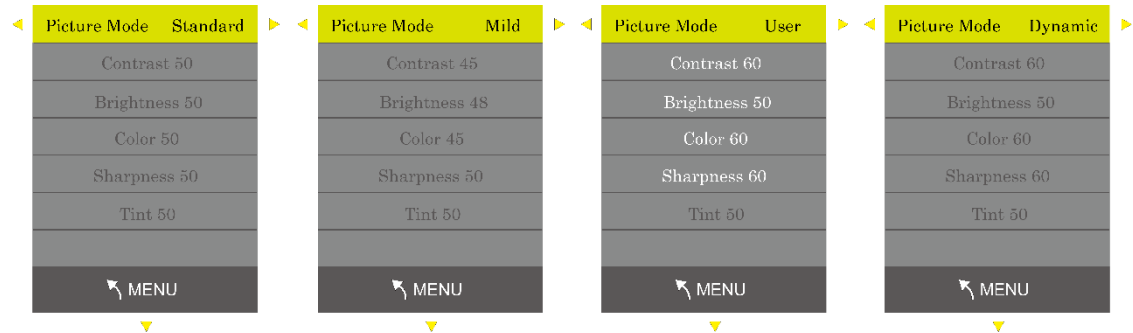 Picture Mode Standard
Contrast 50
Brightness 50
Color 50
Sharpness 50
Tint 50
MENU
Picture Mode Mild
Contrast 45
Brightness 48
Color 45
Sharpness 50
Tint 50
MENU
Picture Mode User
Contrast 60
Brightness 50
Color 60
Sharpness 60
Tint 50
MENU
Picture Mode Dynamic
Contrast 60
Brightness 50
Color 60
Sharpness 60
Tint 50
MENU